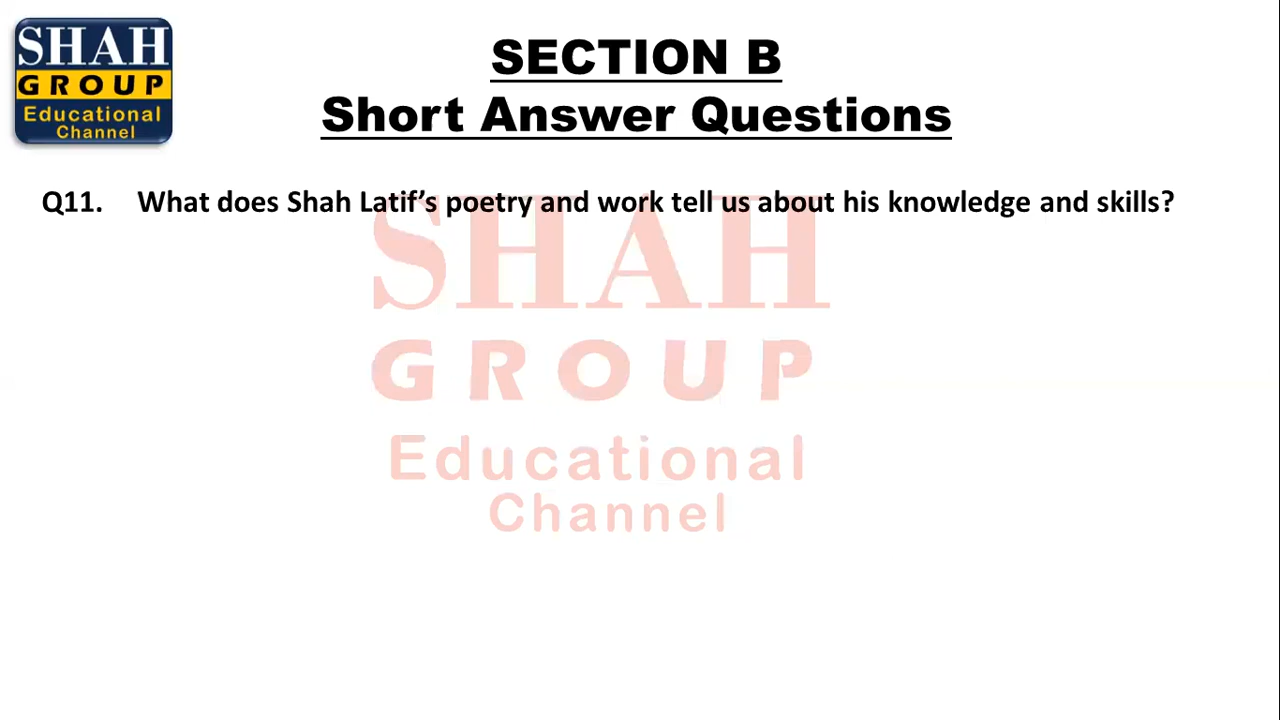 SHAH
GROUP
Educational
Channel
SECTION B
Short Answer Questions
Q11. What does Shah Latif’s poetry and work tell us about his knowledge and skills?
SHAH
GROUP
Educational
Channel